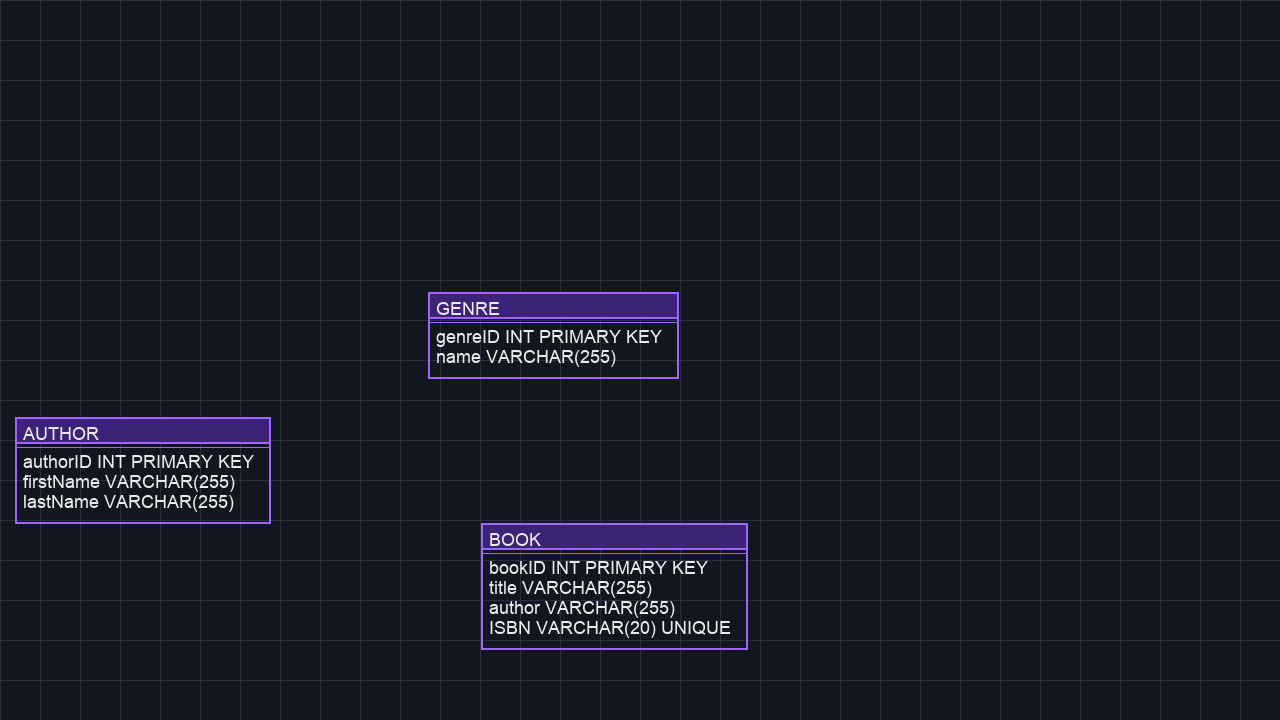 GENRE
genreID INT PRIMARY KEY
name VARCHAR(255)
AUTHOR
authorID INT PRIMARY KEY
firstName VARCHAR(255)
lastName VARCHAR(255)
BOOK
bookID INT PRIMARY KEY
title VARCHAR(255)
author VARCHAR(255)
ISBN VARCHAR(20) UNIQUE